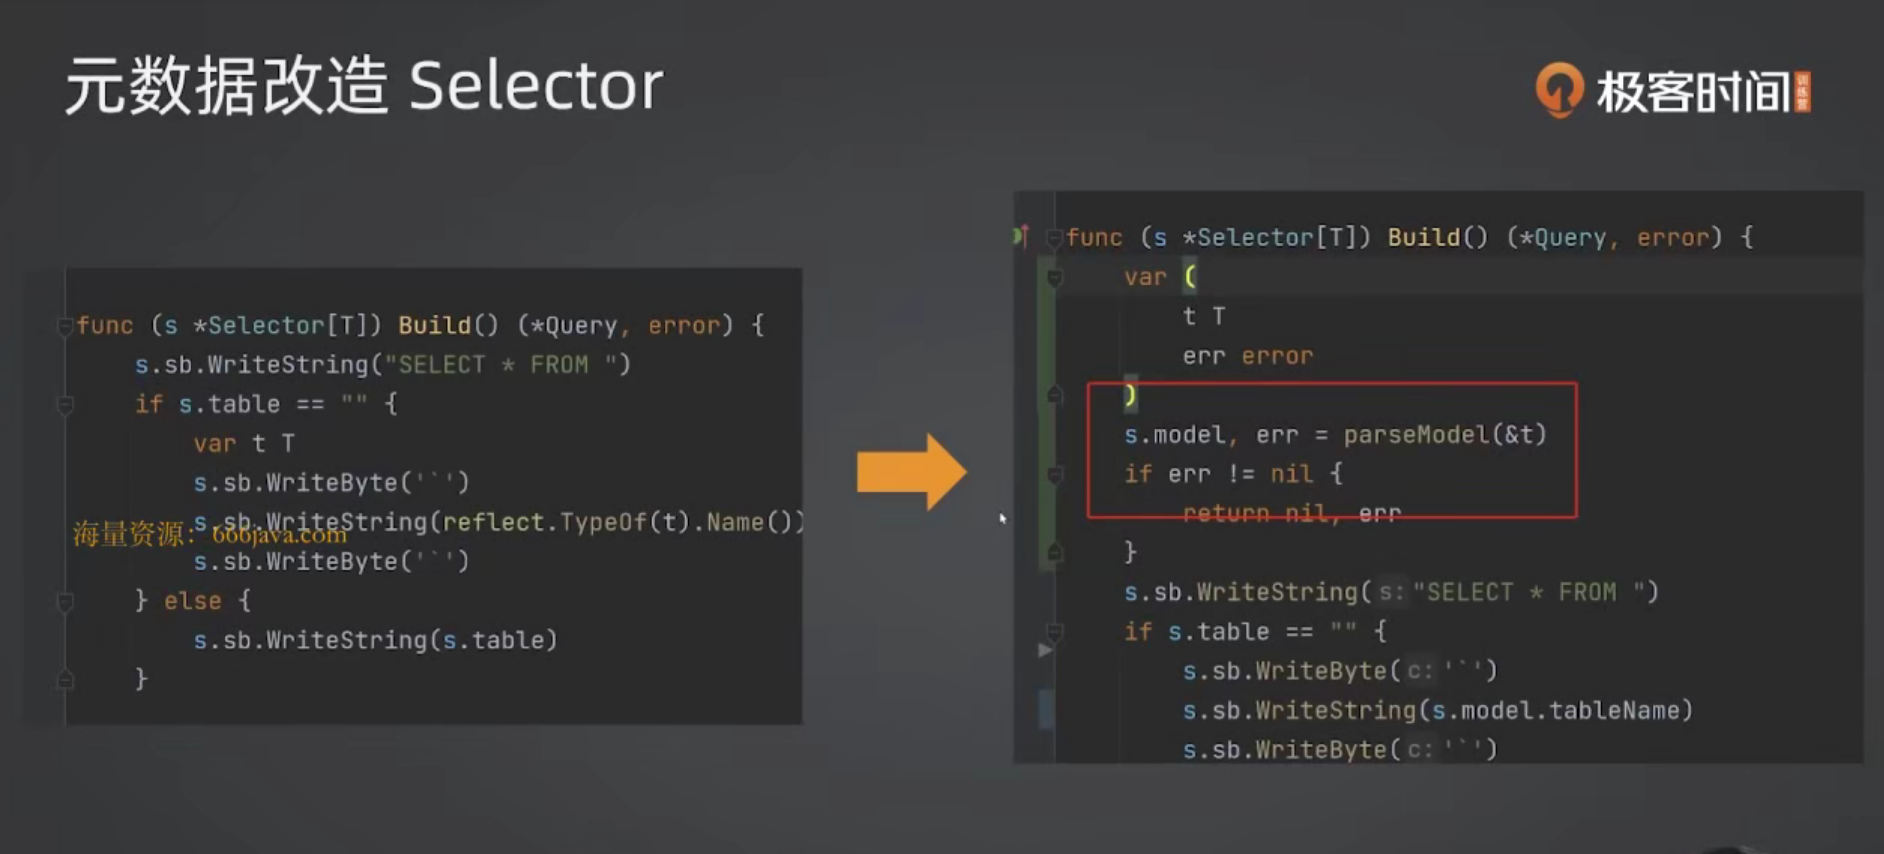 元数据改造 Selector
极客时间
训练营
func (s *Selector[T]) Build() (*Query, error) {
s.sb.WriteString("SELECT * FROM ")
if s.table == "" {
var t T
s.sb.WriteByte('`')
s.sb.WriteString(reflect.TypeOf(t).Name())
s.sb.WriteByte('`')
} else {
s.sb.WriteString(s.table)
}
海量资源：666java.com
func (s *Selector[T]) Build() (*Query, error) {
var (
t T
err error
)
s.model, err = parseModel(&t)
if err != nil {
return nil, err
}
s.sb.WriteString( s: "SELECT * FROM ")
if s.table == "" {
s.sb.WriteByte( c: '`')
s.sb.WriteString(s.model.tableName)
s.sb.WriteByte( c: '`')